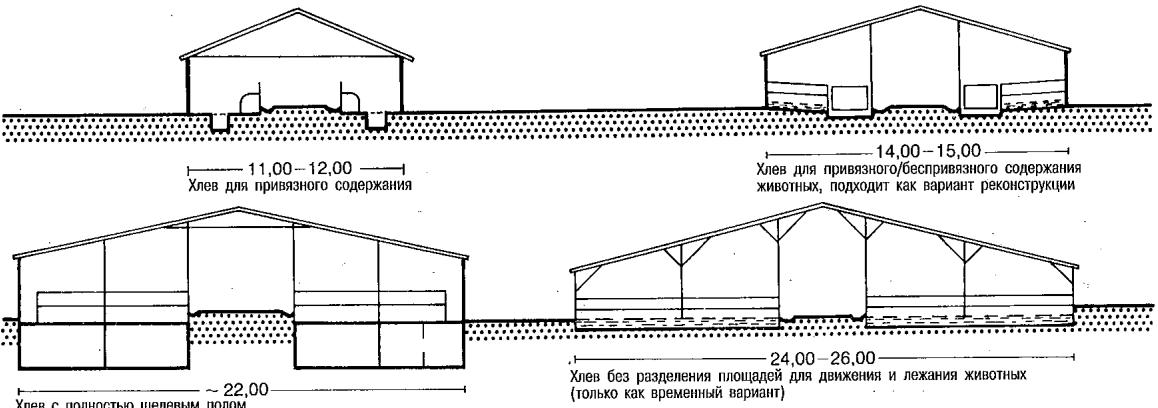 11,00–12,00
Хлев для привязного содержания
14,00–15,00
Хлев для привязного/беспривязного содержания
животных, подходит как вариант реконструкции
~22,00
Хлев с полностью щелевым полом
24,00–26,00
Хлев без разделения площадей для движения и лежания животных
(только как временный вариант)